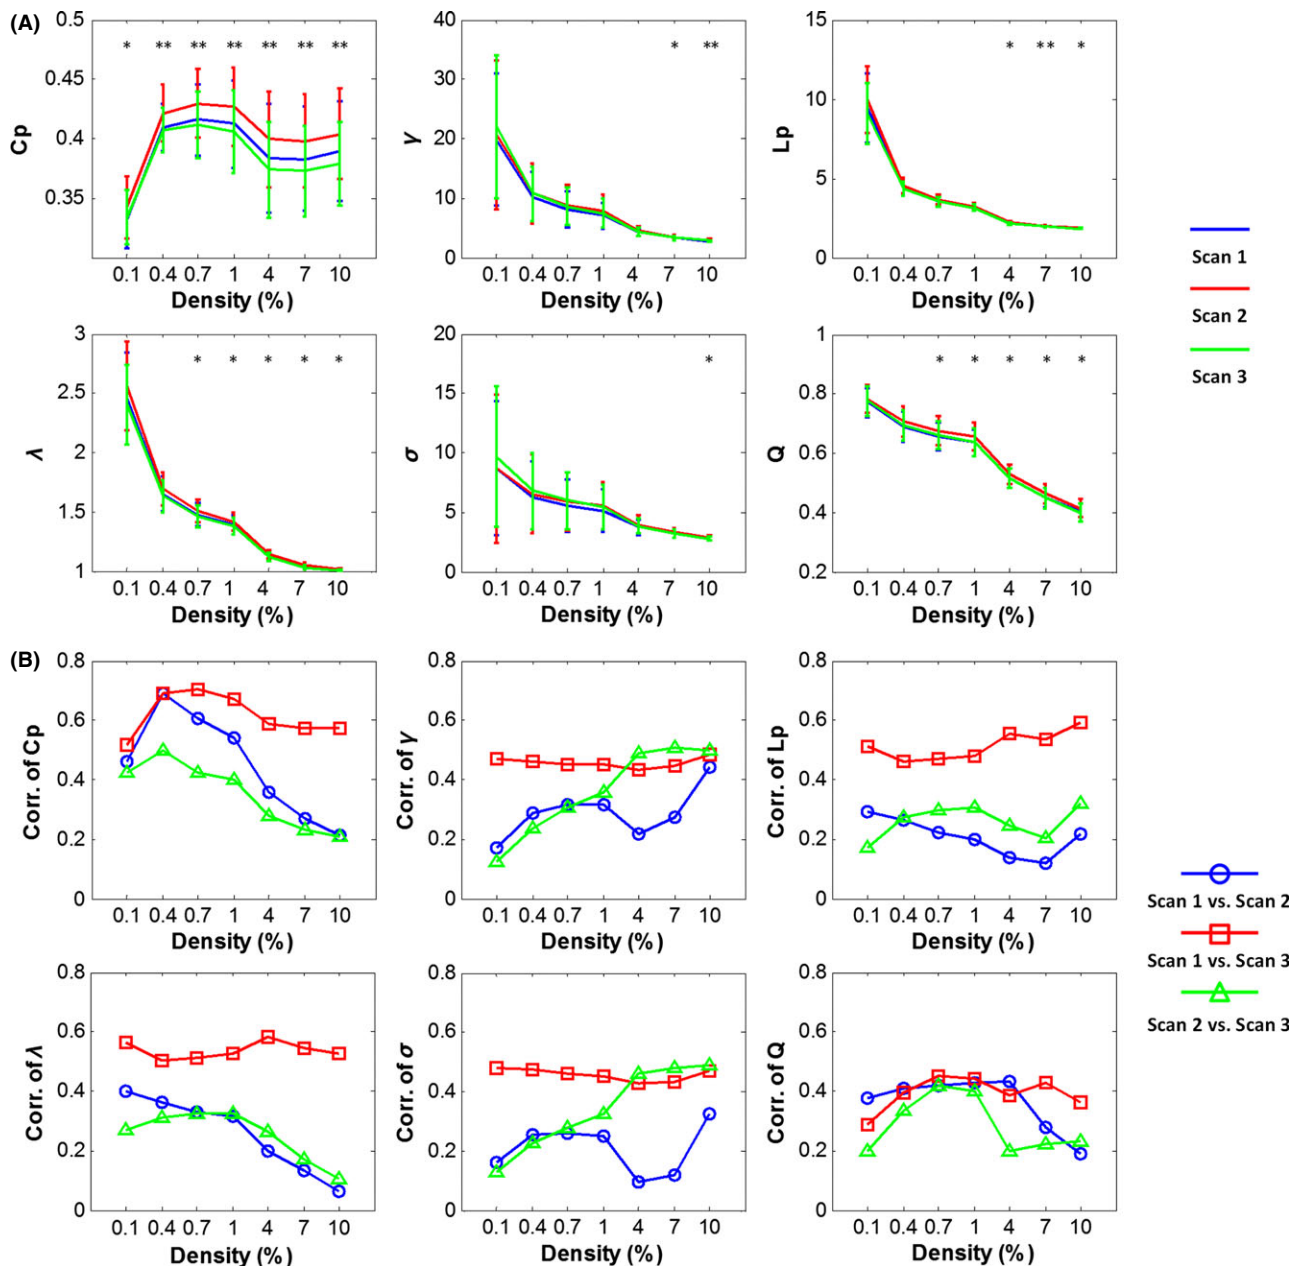 (A)
0.5
0.45
0.4
0.35
Cp
* ** ** ** ** ** **
0.1 0.4 0.7 1 4 7 10
Density (%)
40
30
20
10
0
γ
* **
0.1 0.4 0.7 1 4 7 10
Density (%)
15
10
5
0
Lp
* ** *
0.1 0.4 0.7 1 4 7 10
Density (%)
Scan 1
Scan 2
Scan 3
3
2.5
2
1.5
1
λ
* * * * *
0.1 0.4 0.7 1 4 7 10
Density (%)
20
15
10
5
0
σ
*
0.1 0.4 0.7 1 4 7 10
Density (%)
1
0.8
0.6
0.4
0.2
Q
* * * * *
0.1 0.4 0.7 1 4 7 10
Density (%)
(B)
0.8
0.6
0.4
0.2
0
Corr. of Cp
0.1 0.4 0.7 1 4 7 10
Density (%)
0.8
0.6
0.4
0.2
0
Corr. of γ
0.1 0.4 0.7 1 4 7 10
Density (%)
0.8
0.6
0.4
0.2
0
Corr. of Lp
0.1 0.4 0.7 1 4 7 10
Density (%)
Scan 1 vs. Scan 2
Scan 1 vs. Scan 3
Scan 2 vs. Scan 3
0.8
0.6
0.4
0.2
0
Corr. of λ
0.1 0.4 0.7 1 4 7 10
Density (%)
0.8
0.6
0.4
0.2
0
Corr. of σ
0.1 0.4 0.7 1 4 7 10
Density (%)
0.8
0.6
0.4
0.2
0
Corr. of Q
0.1 0.4 0.7 1 4 7 10
Density (%)